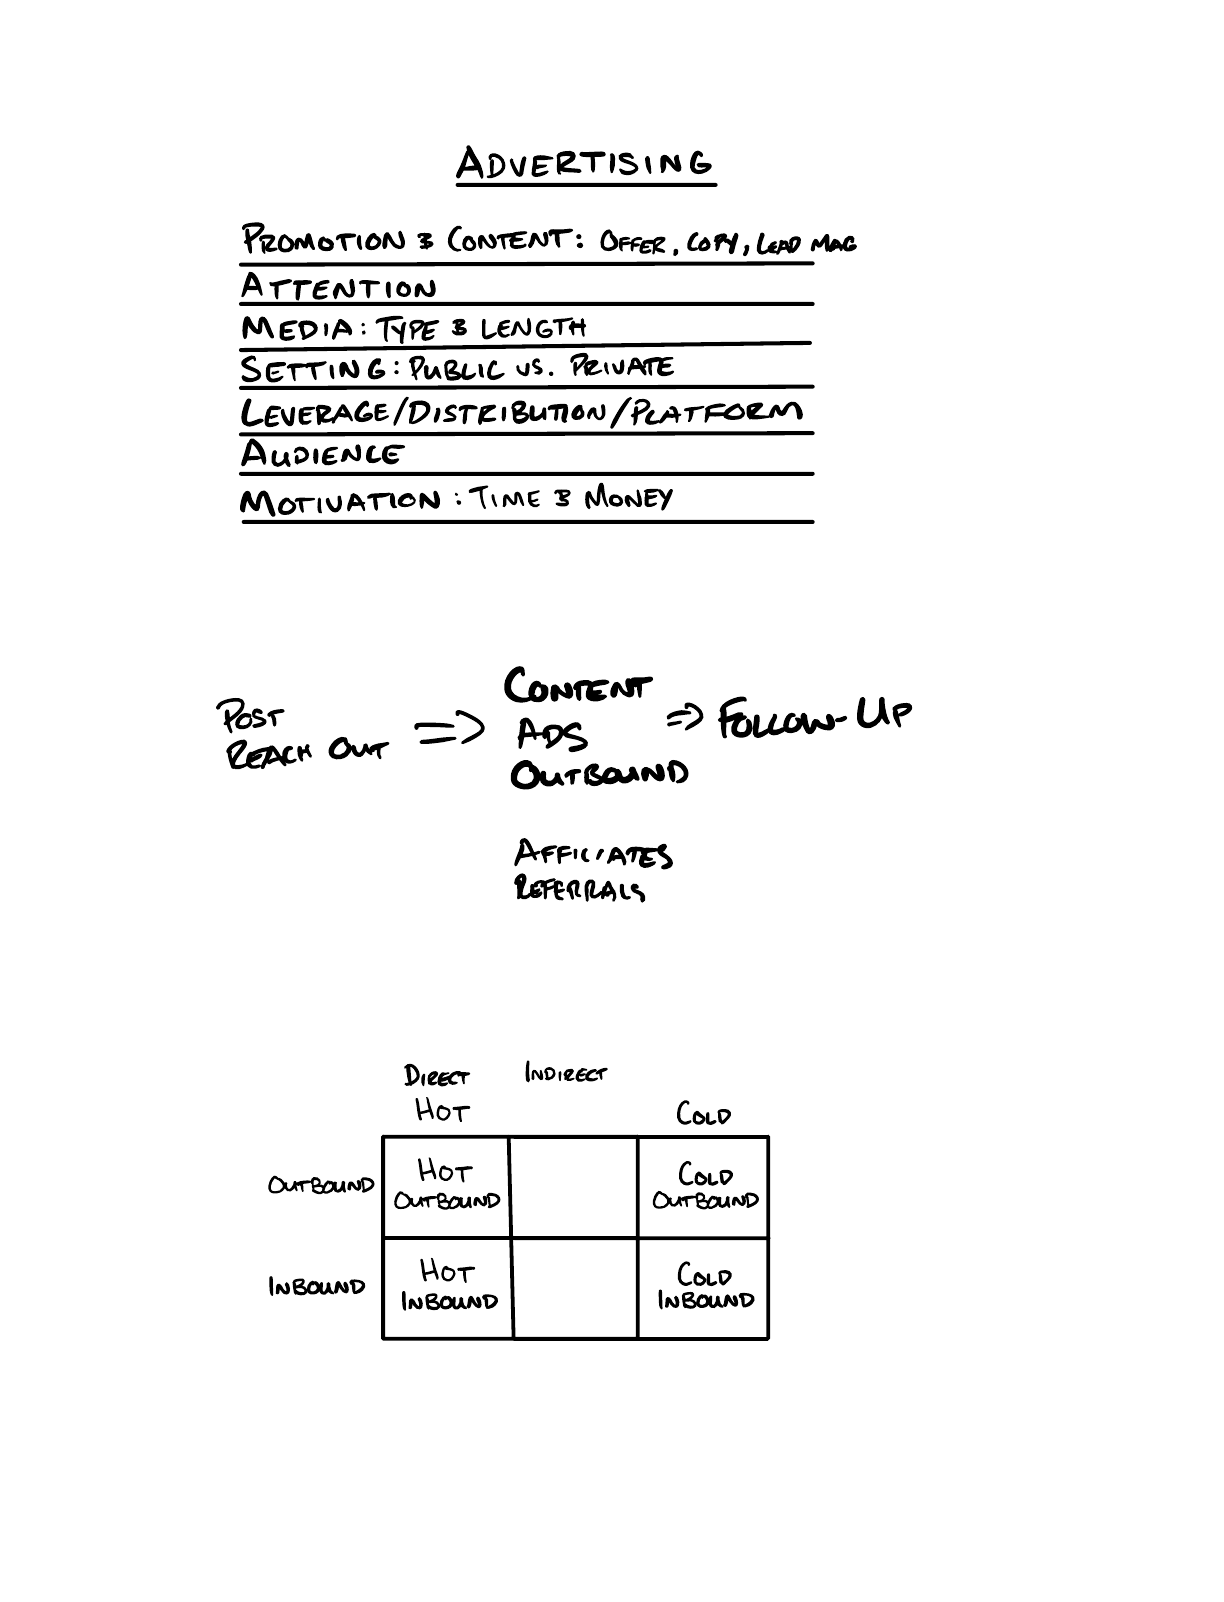 ADVERTISING
PROMOTION & CONTENT: OFFER, COPY, LEAD MAG
ATTENTION
MEDIA: TYPE & LENGTH
SETTING: PUBLIC VS. PRIVATE
LEVERAGE/DISTRIBUTION/PLATFORM
AUDIENCE
MOTIVATION: TIME & MONEY
POST
REACH OUT
⇒
CONTENT
ADS
OUTBOUND
⇒ FOLLOW-UP
AFFILIATES
REFERRALS
DIRECT INDIRECT
HOT COLD
OUTBOUND
HOT
OUTBOUND
COLD
OUTBOUND
INBOUND
HOT
INBOUND
COLD
INBOUND